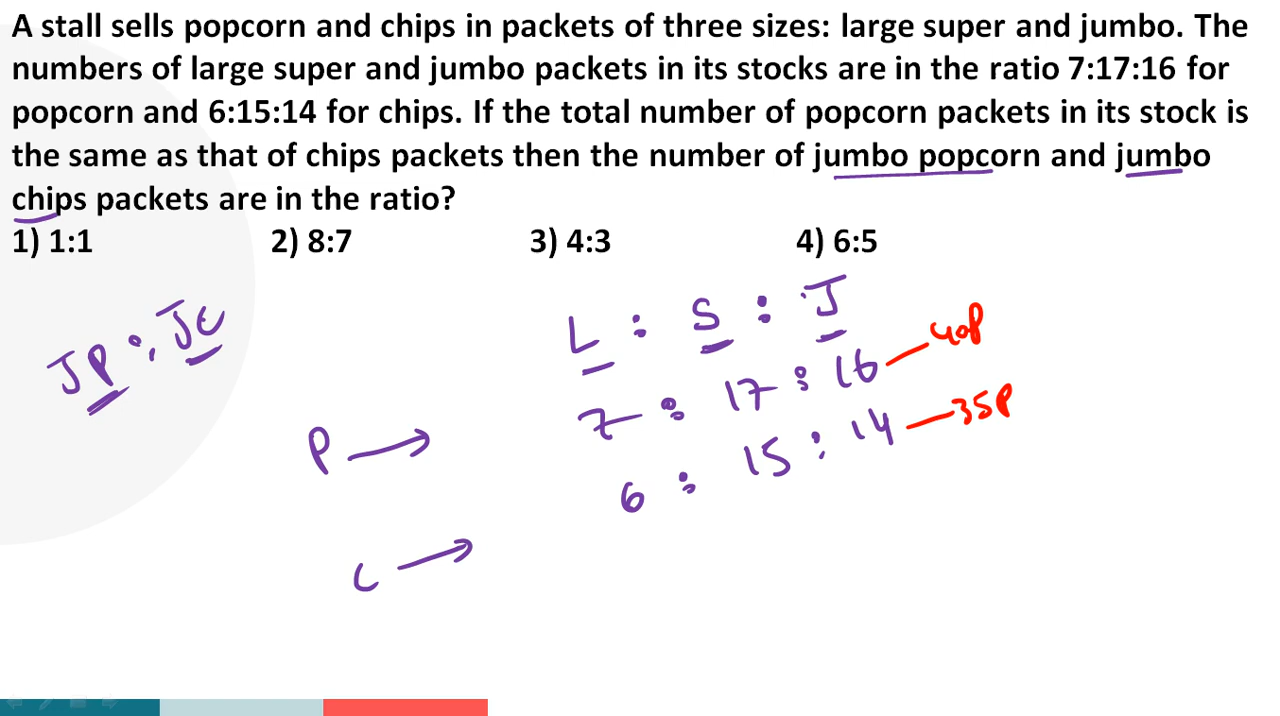 A stall sells popcorn and chips in packets of three sizes: large super and jumbo. The
numbers of large super and jumbo packets in its stocks are in the ratio 7:17:16 for
popcorn and 6:15:14 for chips. If the total number of popcorn packets in its stock is
the same as that of chips packets then the number of jumbo popcorn and jumbo
chips packets are in the ratio?
1) 1:1 2) 8:7 3) 4:3 4) 6:5
JP : JC
L : S : J
P → 7 : 17 : 16 — 40P
C → 6 : 15 : 14 — 35P